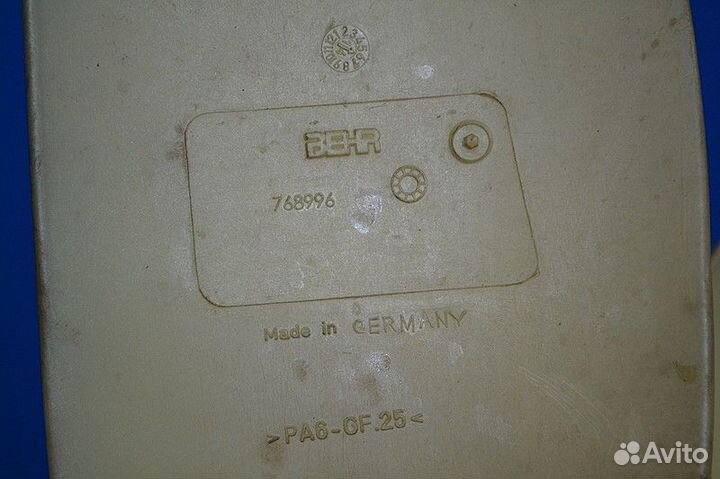 BEHR
768996
Made in GERMANY
>PA6-GF.25<
Avito